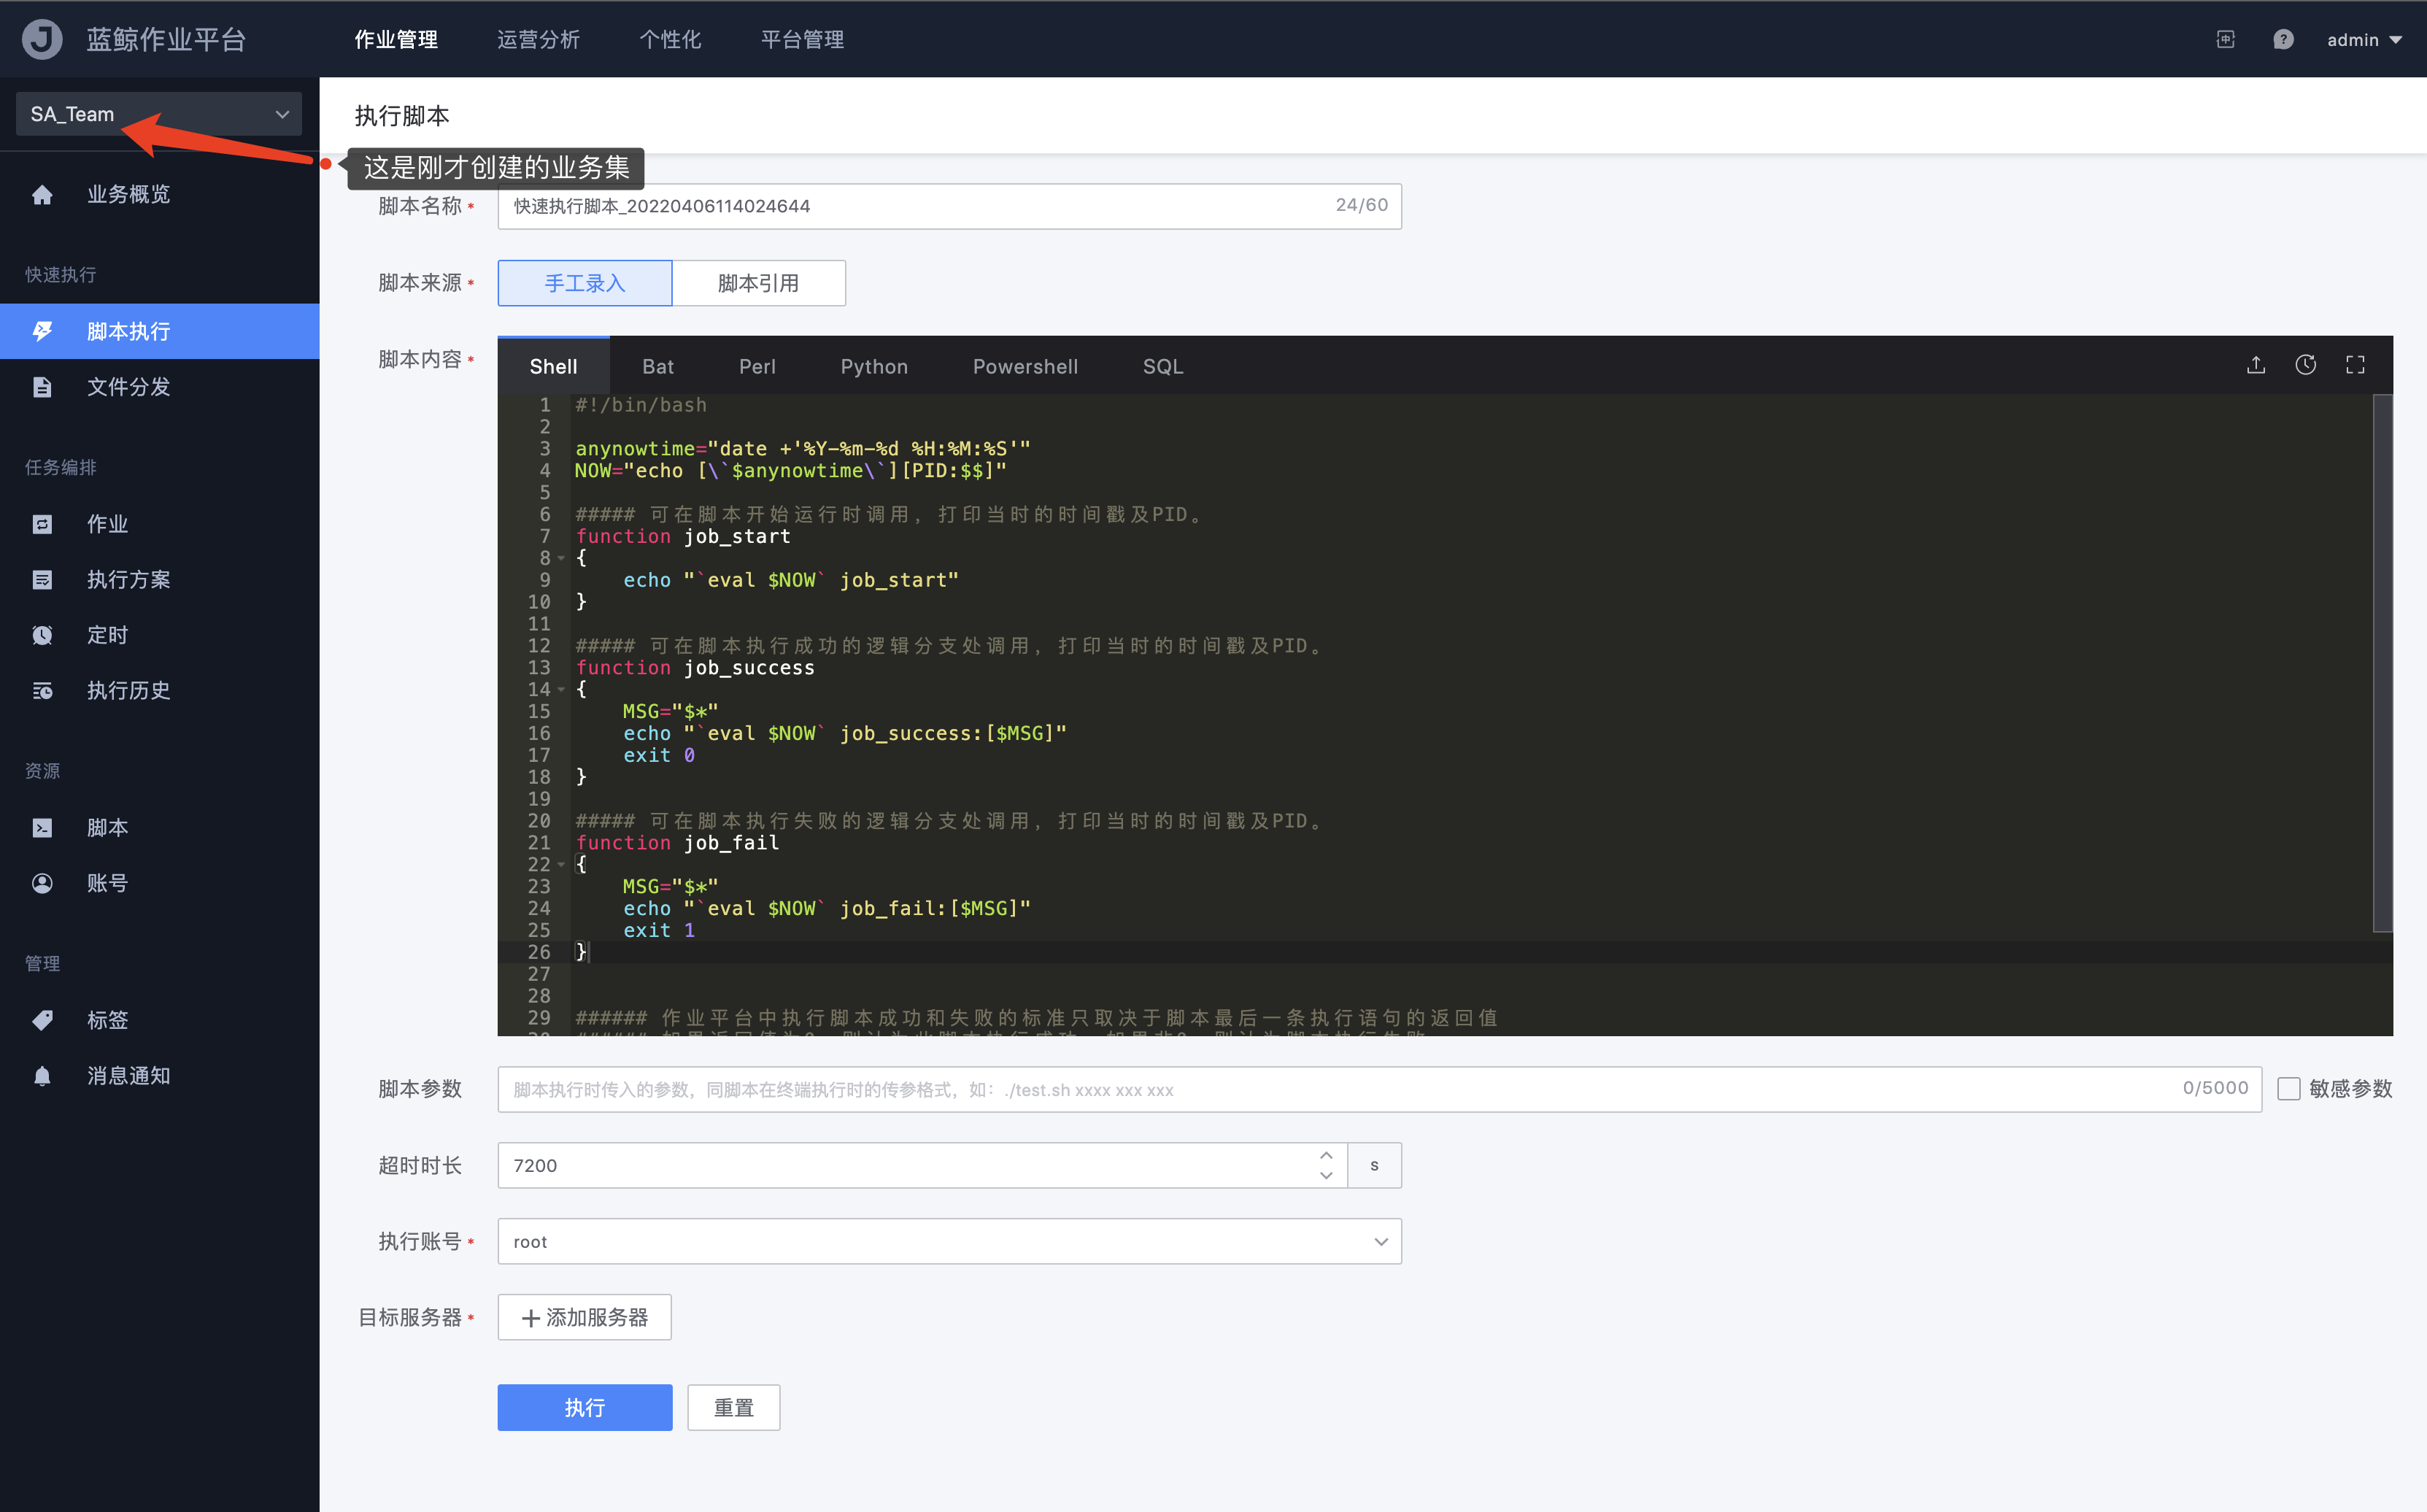 蓝鲸作业平台
作业管理 运营分析 个性化 平台管理
admin
SA_Team
执行脚本
这是刚才创建的业务集
业务概览
快速执行
脚本执行
文件分发
任务编排
作业
执行方案
定时
执行历史
资源
脚本
账号
管理
标签
消息通知
脚本名称* 快速执行脚本_20220406114024644 24/60
脚本来源* 手工录入 脚本引用
脚本内容* Shell Bat Perl Python Powershell SQL
1 #!/bin/bash
2
3 anynowtime="date +'%Y-%m-%d %H:%M:%S'"
4 NOW="echo [\`$anynowtime\`][PID:$$]"
5
6 ##### 可在脚本开始运行时调用，打印当时的时间戳及PID。
7 function job_start
8 {
9     echo "`eval $NOW` job_start"
10 }
11
12 ##### 可在脚本执行成功的逻辑分支处调用，打印当时的时间戳及PID。
13 function job_success
14 {
15     MSG="$*"
16     echo "`eval $NOW` job_success:[$MSG]"
17     exit 0
18 }
19
20 ##### 可在脚本执行失败的逻辑分支处调用，打印当时的时间戳及PID。
21 function job_fail
22 {
23     MSG="$*"
24     echo "`eval $NOW` job_fail:[$MSG]"
25     exit 1
26 }
27
28
29 ###### 作业平台中执行脚本成功和失败的标准只取决于脚本最后一条执行语句的返回值
脚本参数 脚本执行时传入的参数，同脚本在终端执行时的传参格式，如：./test.sh xxxx xxx xxx 0/5000 敏感参数
超时时长 7200 s
执行账号* root
目标服务器* 添加服务器
执行 重置